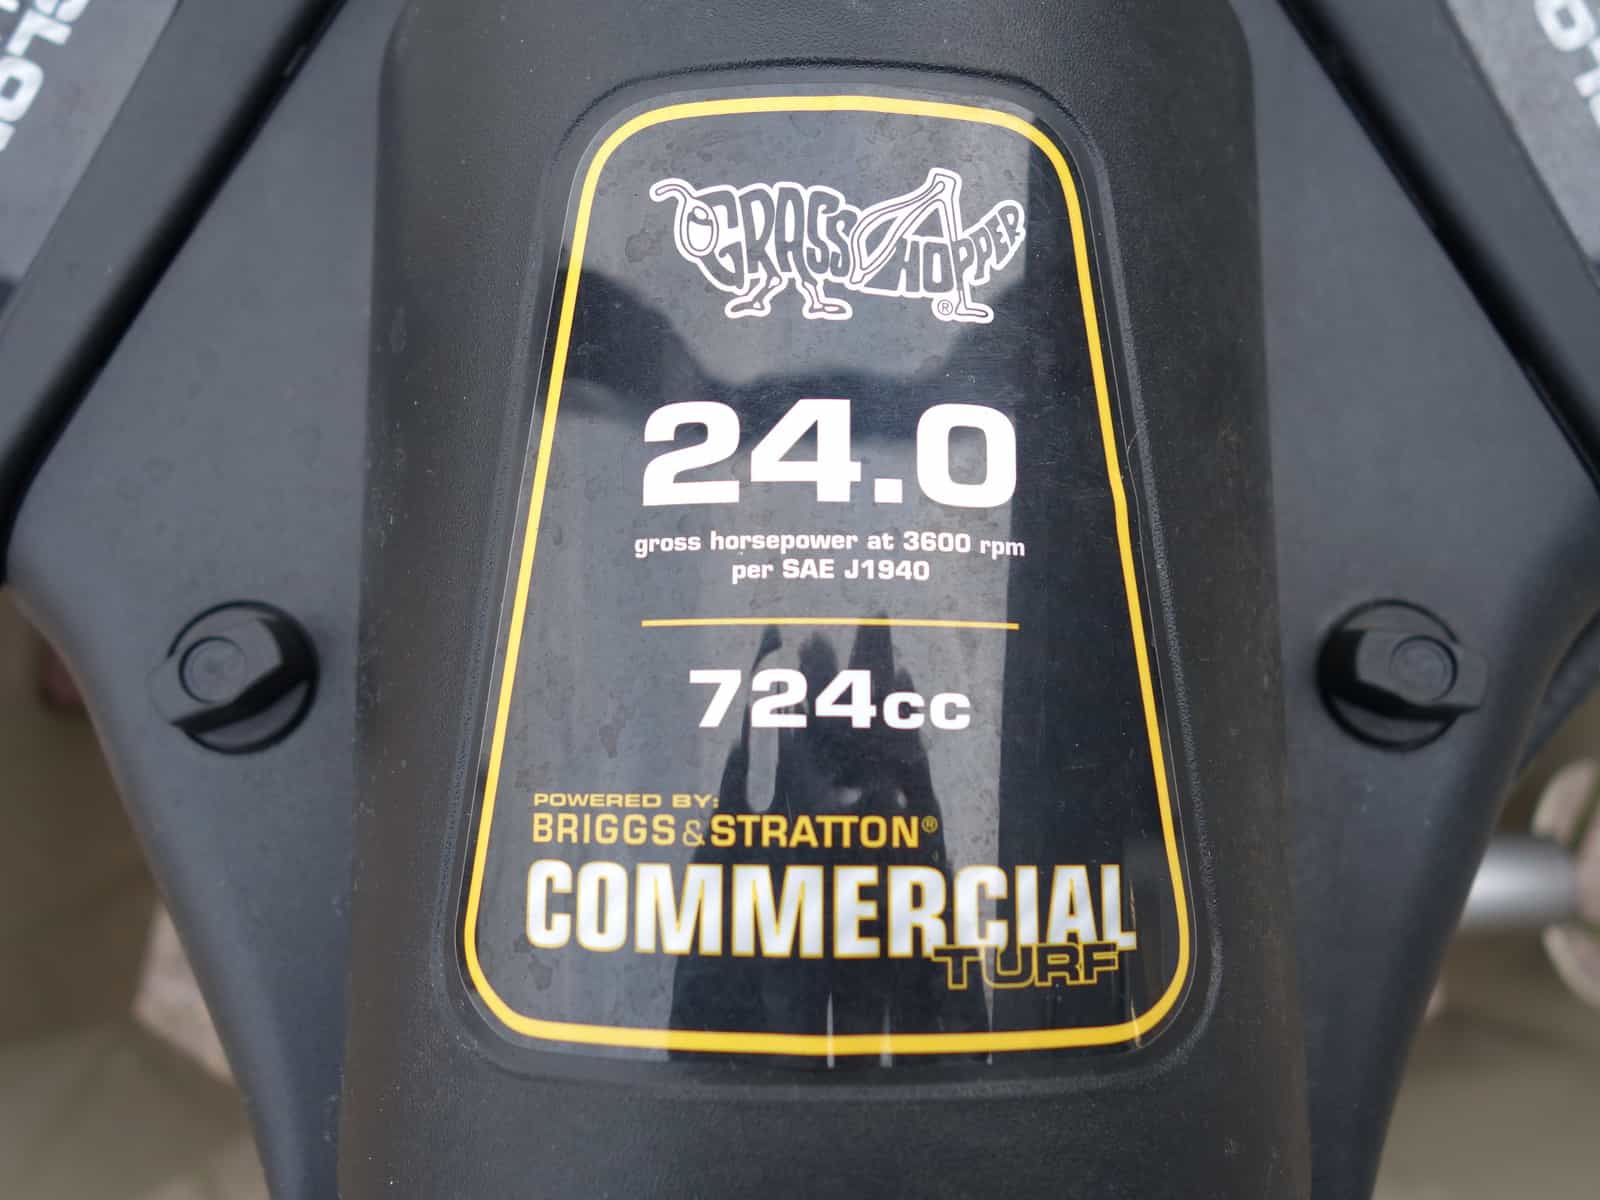 GRASSHOPPER®
24.0
gross horsepower at 3600 rpm
per SAE J1940
724cc
POWERED BY:
BRIGGS & STRATTON®
COMMERCIAL
TURF